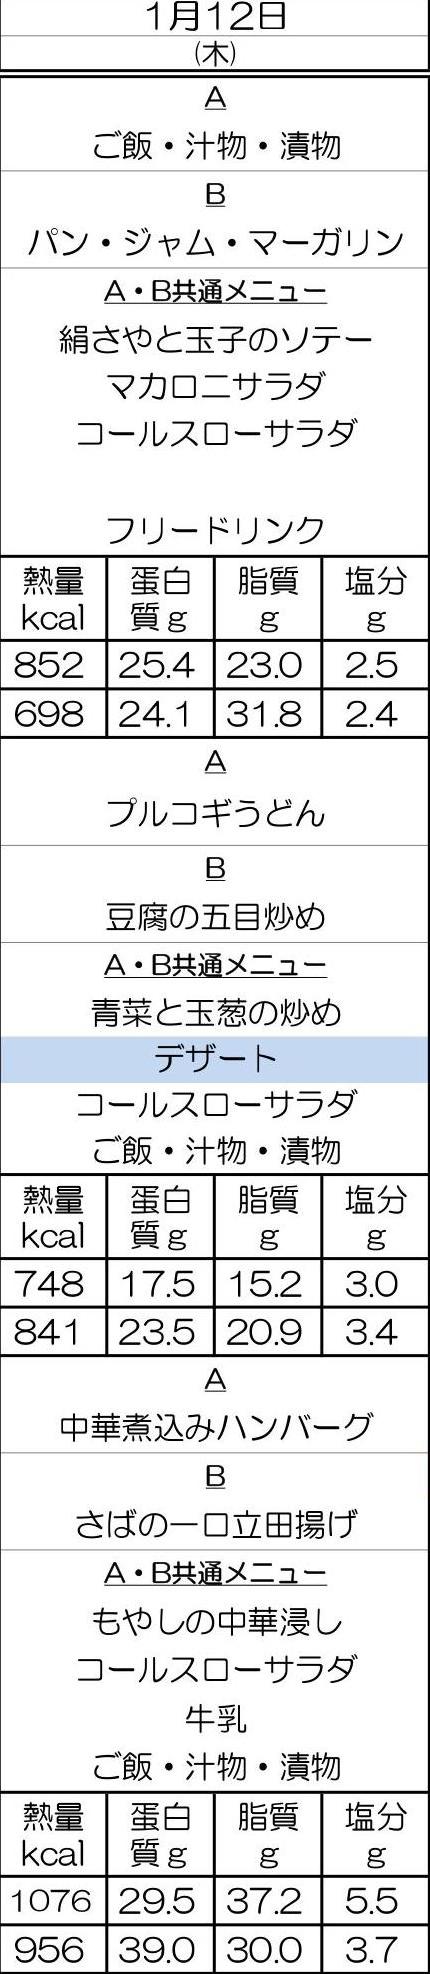 1月12日
(木)
A
ご飯・汁物・漬物
B
パン・ジャム・マーガリン
A・B共通メニュー
絹さやと玉子のソテー
マカロニサラダ
コールスローサラダ
フリードリンク
熱量 蛋白 脂質 塩分
kcal 質g g g
852 25.4 23.0 2.5
698 24.1 31.8 2.4
A
プルコギうどん
B
豆腐の五目炒め
A・B共通メニュー
青菜と玉葱の炒め
デザート
コールスローサラダ
ご飯・汁物・漬物
熱量 蛋白 脂質 塩分
kcal 質g g g
748 17.5 15.2 3.0
841 23.5 20.9 3.4
A
中華煮込みハンバーグ
B
さばの一口立田揚げ
A・B共通メニュー
もやしの中華浸し
コールスローサラダ
牛乳
ご飯・汁物・漬物
熱量 蛋白 脂質 塩分
kcal 質g g g
1076 29.5 37.2 5.5
956 39.0 30.0 3.7